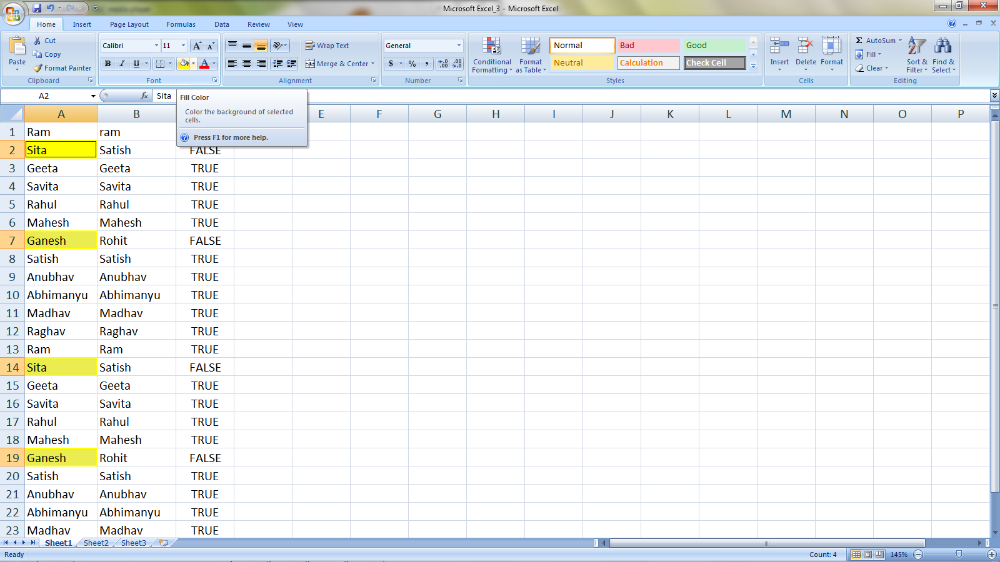 Microsoft Excel_3 - Microsoft Excel
Home Insert Page Layout Formulas Data Review View
Paste
Cut
Copy
Format Painter
Clipboard
Calibri 11
B I U
Font
Wrap Text
Merge & Center
Alignment
General
$ % ,
Number
Conditional Formatting
Format as Table
Normal Bad Good
Neutral Calculation Check Cell
Styles
Insert Delete Format
Cells
Σ AutoSum
Fill
Clear
Sort & Filter
Find & Select
Editing
A2 fx Sita
Fill Color
Color the background of selected
cells.
Press F1 for more help.
A B E F G H I J K L M N O P
1 Ram ram
2 Sita Satish FALSE
3 Geeta Geeta TRUE
4 Savita Savita TRUE
5 Rahul Rahul TRUE
6 Mahesh Mahesh TRUE
7 Ganesh Rohit FALSE
8 Satish Satish TRUE
9 Anubhav Anubhav TRUE
10 Abhimanyu Abhimanyu TRUE
11 Madhav Madhav TRUE
12 Raghav Raghav TRUE
13 Ram Ram TRUE
14 Sita Satish FALSE
15 Geeta Geeta TRUE
16 Savita Savita TRUE
17 Rahul Rahul TRUE
18 Mahesh Mahesh TRUE
19 Ganesh Rohit FALSE
20 Satish Satish TRUE
21 Anubhav Anubhav TRUE
22 Abhimanyu Abhimanyu TRUE
23 Madhav Madhav TRUE
Sheet1 Sheet2 Sheet3
Ready Count: 4 145%